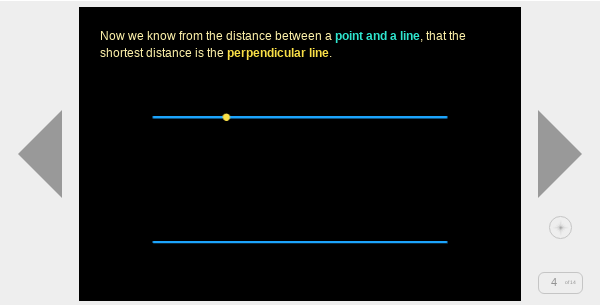 Now we know from the distance between a point and a line, that the
shortest distance is the perpendicular line.
4